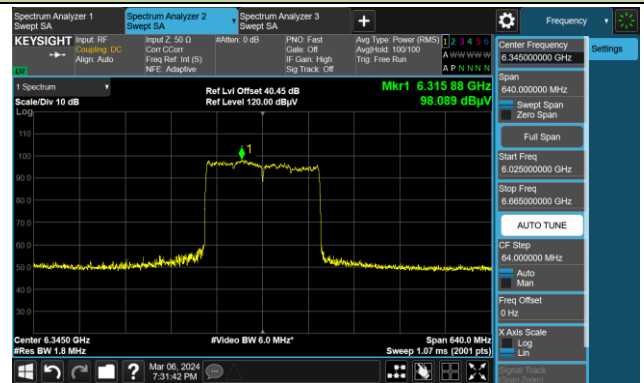 Spectrum Analyzer 1
Swept SA
Spectrum Analyzer 2
Swept SA
Spectrum Analyzer 3
Swept SA
+
Frequency
KEYSIGHT
Input: RF
Coupling: DC
Align: Auto
Input Z: 50 Ω
Corr CCorr
Freq Ref: Int (S)
NFE: Adaptive
#Atten: 0 dB
PNO: Fast
Gate: Off
IF Gain: High
Sig Track: Off
Avg Type: Power (RMS)
Avg|Hold: 100/100
Trig: Free Run
1 2 3 4 5 6
A W W W W W
A P N N N N
1 Spectrum
Scale/Div 10 dB
Log
Ref Lvl Offset 40.45 dB
Ref Level 120.00 dBµV
Mkr1 6.315 88 GHz
98.089 dBµV
1
110
100
90.0
80.0
70.0
60.0
50.0
40.0
30.0
Center 6.3450 GHz
#Res BW 1.8 MHz
#Video BW 6.0 MHz*
Span 640.0 MHz
Sweep 1.07 ms (2001 pts)
Center Frequency
6.345000000 GHz
Settings
Span
640.000000 MHz
Swept Span
Zero Span
Full Span
Start Freq
6.025000000 GHz
Stop Freq
6.665000000 GHz
AUTO TUNE
CF Step
64.000000 MHz
Auto
Man
Freq Offset
0 Hz
X Axis Scale
Log
Lin
Signal Track
(Span Zoom)
?
Mar 06, 2024
7:31:42 PM